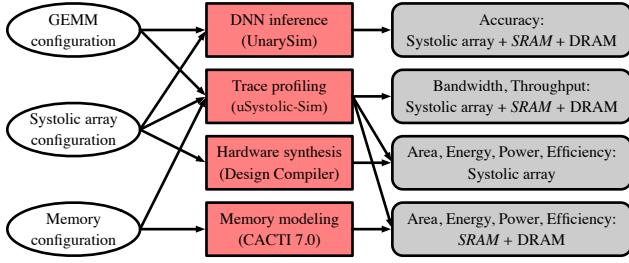 GEMM
configuration
DNN inference
(UnarySim)
Accuracy:
Systolic array + SRAM + DRAM
Trace profiling
(uSystolic-Sim)
Bandwidth, Throughput:
Systolic array + SRAM + DRAM
Systolic array
configuration
Hardware synthesis
(Design Compiler)
Area, Energy, Power, Efficiency:
Systolic array
Memory
configuration
Memory modeling
(CACTI 7.0)
Area, Energy, Power, Efficiency:
SRAM + DRAM